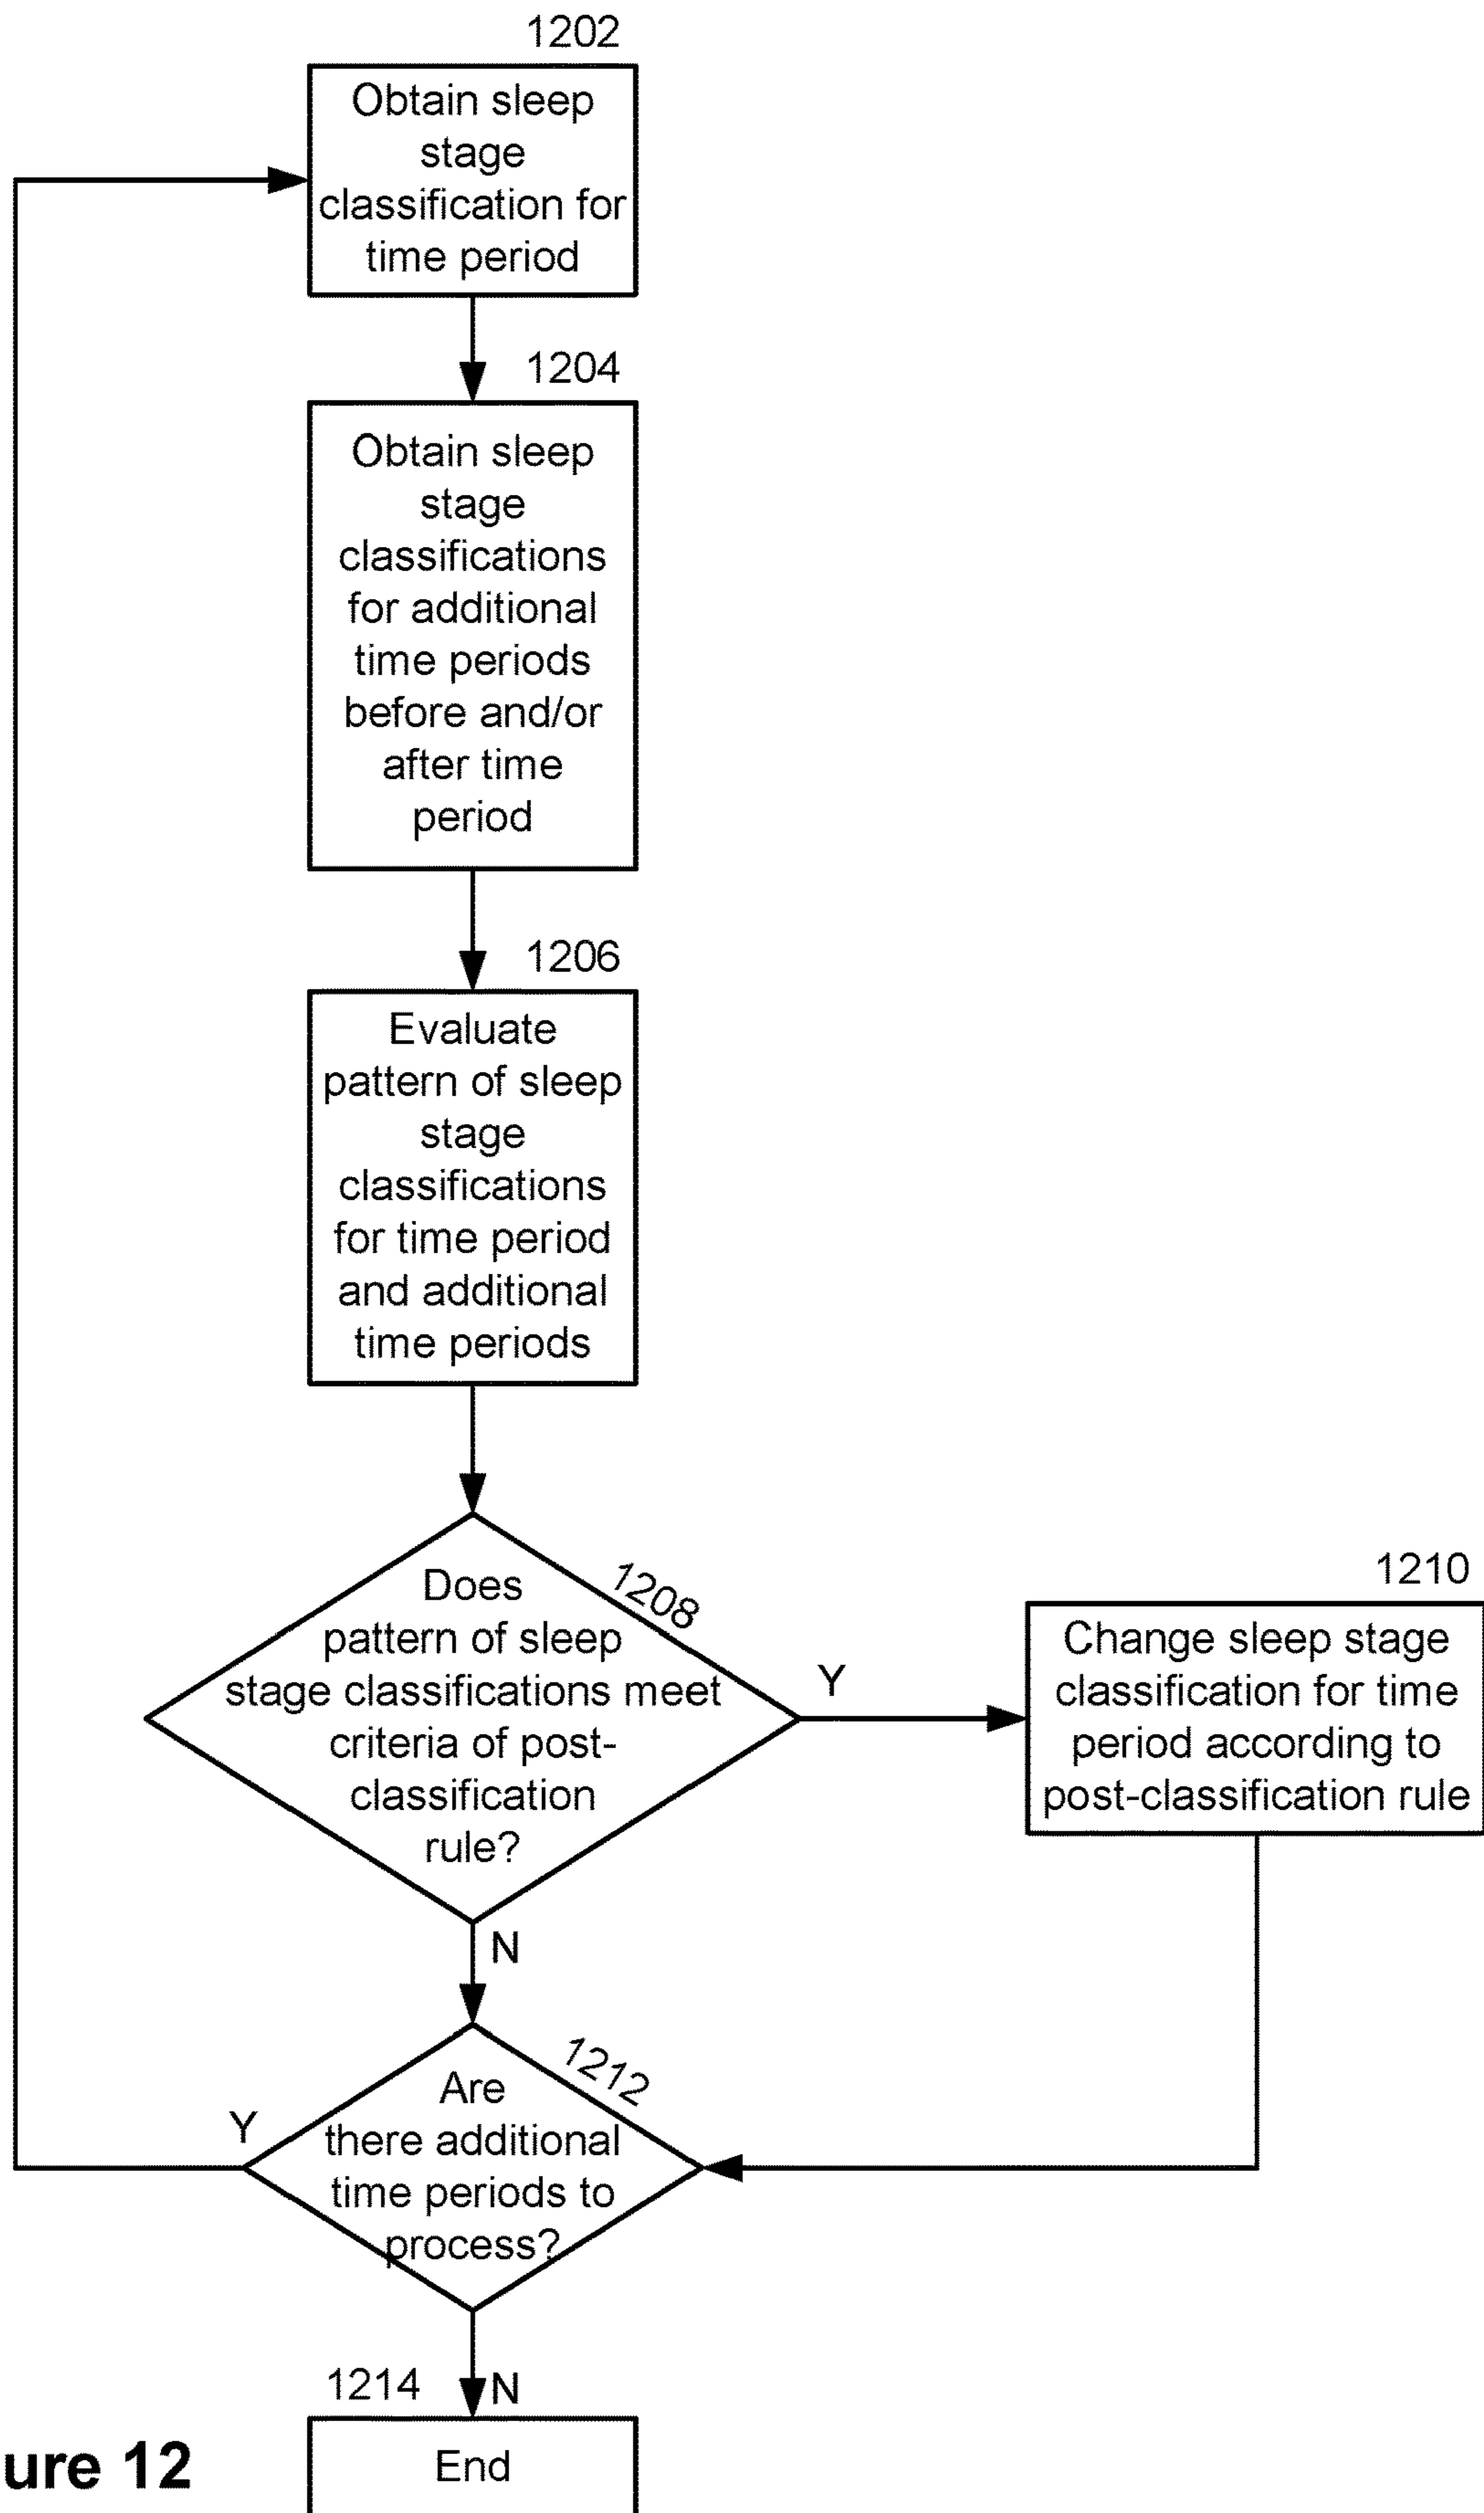 1202
Obtain sleep
stage
classification for
time period
1204
Obtain sleep
stage
classifications
for additional
time periods
before and/or
after time
period
1206
Evaluate
pattern of sleep
stage
classifications
for time period
and additional
time periods
1208
Does
pattern of sleep
stage classifications meet
criteria of post-
classification
rule?
Y
1210
Change sleep stage
classification for time
period according to
post-classification rule
N
1212
Are
there additional
time periods to
process?
Y
N
1214
End
ure 12